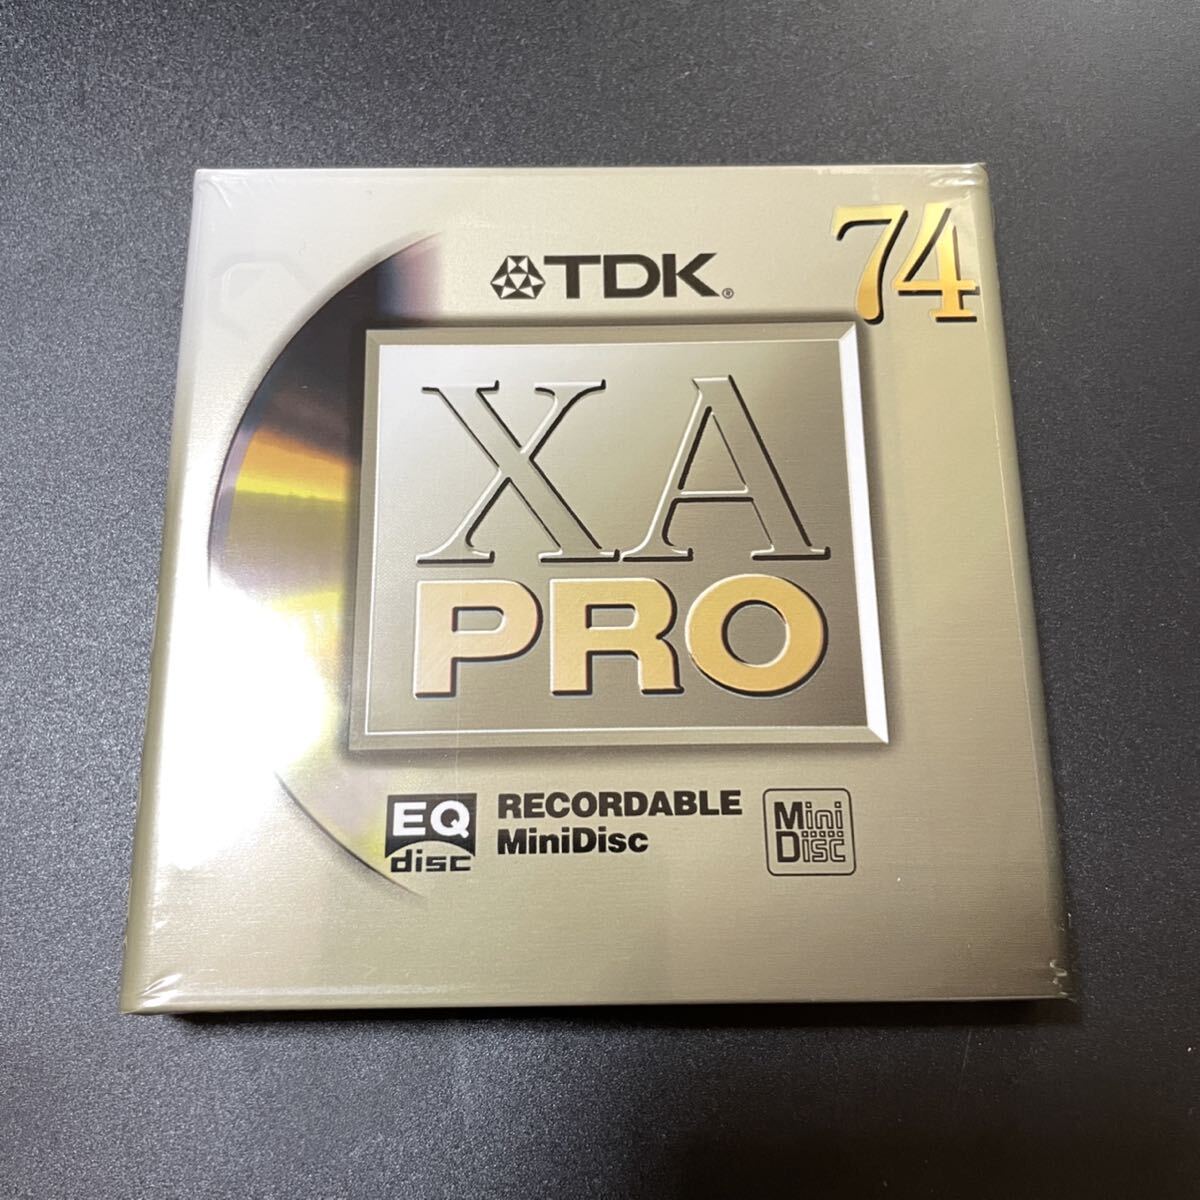 74
TDK®
XA
PRO
EQ
disc
RECORDABLE
MiniDisc
Mini
Disc